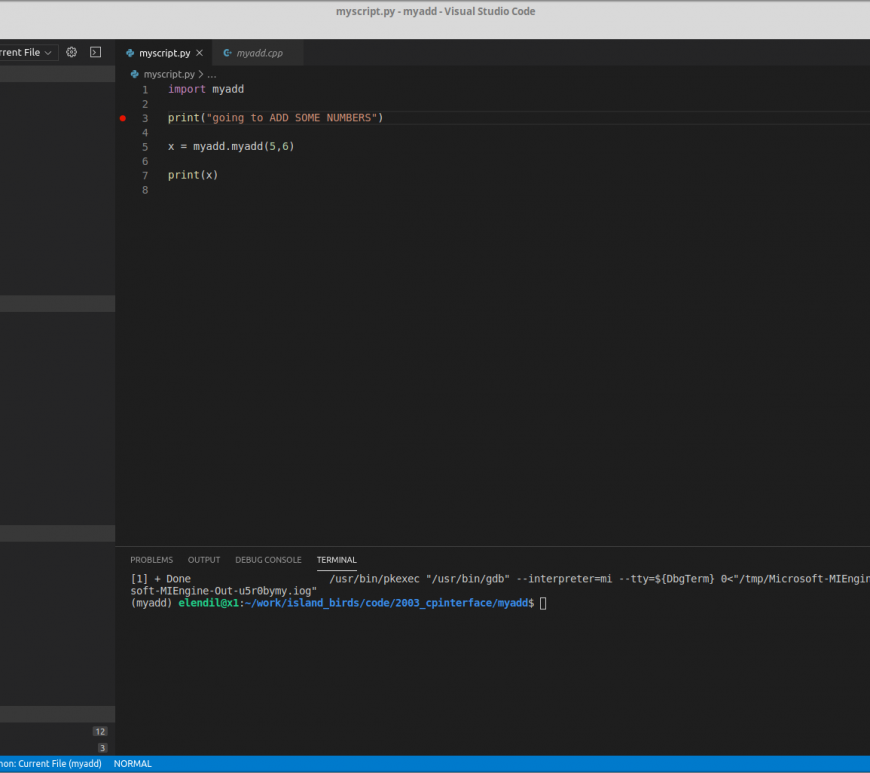 myscript.py - myadd - Visual Studio Code
rrent File
myscript.py
myadd.cpp
myscript.py > ...
1 import myadd
2
3 print("going to ADD SOME NUMBERS")
4
5 x = myadd.myadd(5,6)
6
7 print(x)
8
PROBLEMS OUTPUT DEBUG CONSOLE TERMINAL
[1] + Done /usr/bin/pkexec "/usr/bin/gdb" --interpreter=mi --tty=${DbgTerm} 0<"/tmp/Microsoft-MIEngin
soft-MIEngine-Out-u5r0bymy.iog"
(myadd) elendil@x1:~/work/island_birds/code/2003_cpinterface/myadd$
12
3
hon: Current File (myadd) NORMAL